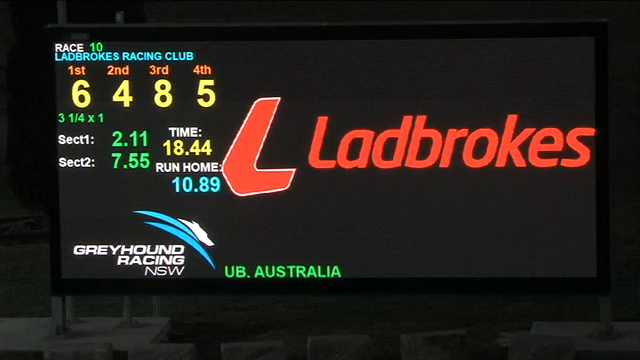 RACE 10
LADBROKES RACING CLUB
1st 2nd 3rd 4th
6 4 8 5
3 1/4 x 1
Sect1: 2.11
TIME:
18.44
Sect2: 7.55
RUN HOME:
10.89
Ladbrokes
GREYHOUND
RACING
NSW
UB, AUSTRALIA